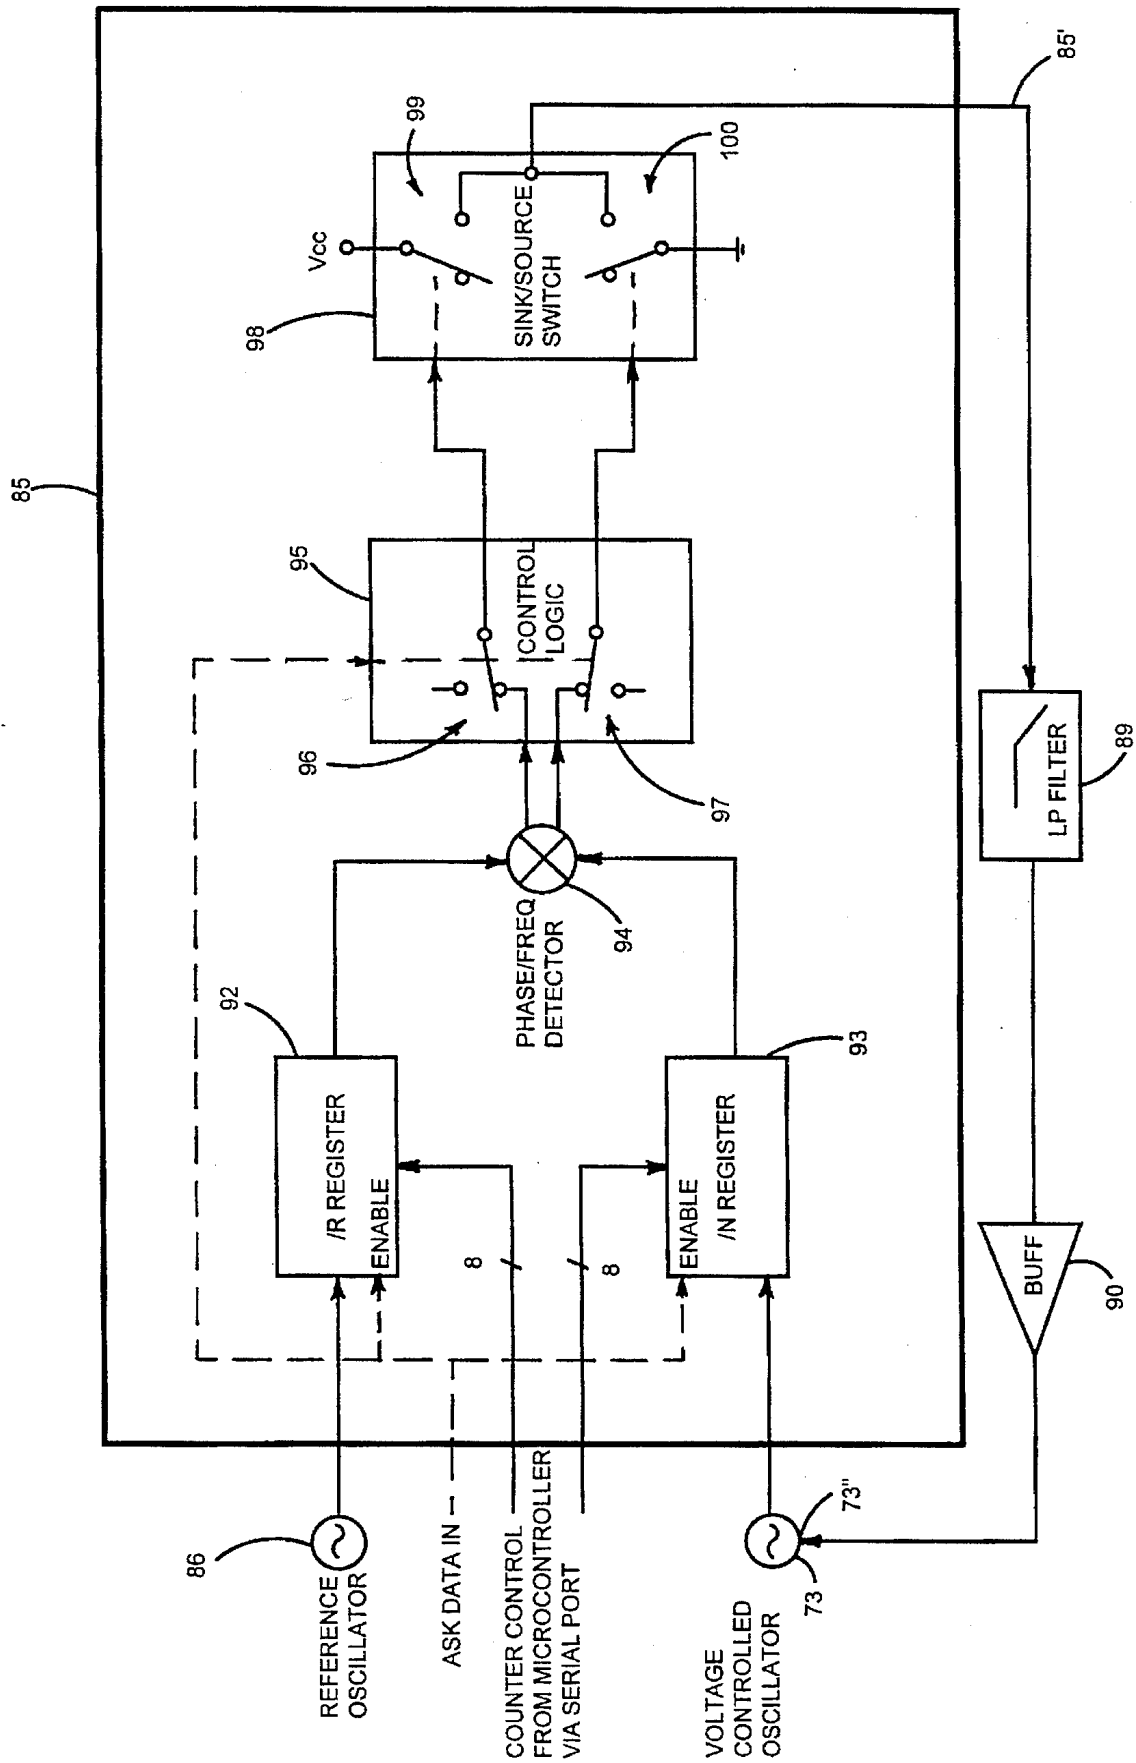 85
REFERENCE
OSCILLATOR
86
ASK DATA IN
COUNTER CONTROL
FROM MICROCONTROLLER
VIA SERIAL PORT
VOLTAGE
CONTROLLED
OSCILLATOR
73
73"
/R REGISTER
ENABLE
92
8
8
ENABLE
/N REGISTER
93
PHASE/FREQ
DETECTOR
94
95
96
97
CONTROL
LOGIC
98
Vcc
99
SINK/SOURCE
SWITCH
100
85'
LP FILTER
89
BUFF
90